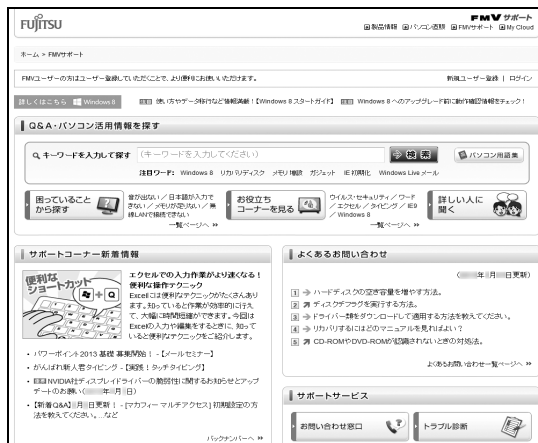 FUJITSU
FMV サポート
製品情報 パソコン直販 FMVサポート My Cloud
ホーム > FMVサポート
FMVユーザーの方はユーザー登録していただくことで、より便利にお使いいただけます。
新規ユーザー登録 | ログイン
詳しくはこちら Windows 8
使い方やデータ移行など情報満載！【Windows 8 スタートガイド】
Windows 8 へのアップグレード前に動作確認情報をチェック！
Q&A・パソコン活用情報を探す
キーワードを入力して探す (キーワードを入力してください) 検索 パソコン用語集
注目ワード： Windows 8 リカバリディスク メモリ増設 ガジェット IE 初期化 Windows Live メール
困っていること
から探す
音が出ない／日本語が入力で
きない／メモリが足りない／無
線LANで接続できない
一覧ページへ
お役立ち
コーナーを見る
ウイルス・セキュリティ／ワード
／エクセル／タイピング／IE9
／Windows 8
一覧ページへ
詳しい人に
聞く
サポートコーナー新着情報
便利な
ショートカット
+ Q
エクセルでの入力作業がより速くなる！
便利な操作テクニック
Excelには便利なテクニックがたくさんあり
ます。知っていると作業が効率的に行え
て、大幅に時間短縮ができます。今回は
Excelの入力や編集をするときに、知って
いると便利なテクニックをご紹介します。
・パワーポイント2013 基礎 募集開始！ -【メールセミナー】
・がんばれ新人君タイピング -【実践！タッチタイピング】
・NVIDIA社ディスプレイドライバーの脆弱性に関するお知らせとアップ
デートのお願い( 年 月 日)
・【新着Q&A】 月 日更新！ - [マカフィー マルチアクセス] 初期設定の方
法を教えてください。...など
バックナンバーへ
よくあるお問い合わせ
( 年 月 日更新)
1 ハードディスクの空き容量を増やす方法。
2 ディスクデフラグを実行する方法。
3 ドライバー類をダウンロードして適用する方法を教えてください。
4 リカバリするにはどのマニュアルを見ればよい？
5 CD-ROMやDVD-ROMが認識されないときの対処法。
よくあるお問い合わせ一覧ページへ
サポートサービス
お問い合わせ窓口
トラブル診断